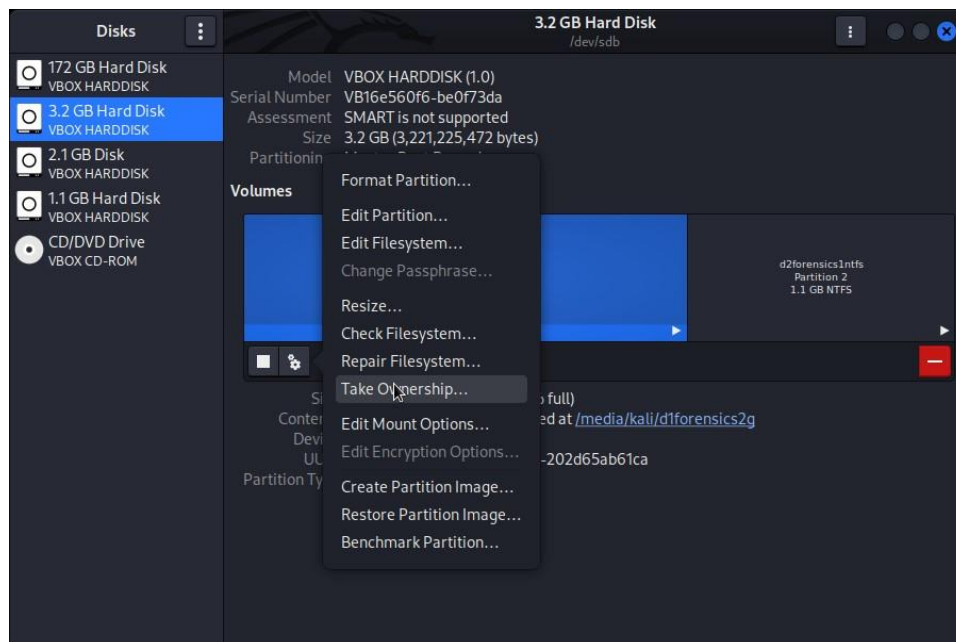 Disks
3.2 GB Hard Disk
/dev/sdb
172 GB Hard Disk
VBOX HARDDISK
3.2 GB Hard Disk
VBOX HARDDISK
2.1 GB Disk
VBOX HARDDISK
1.1 GB Hard Disk
VBOX HARDDISK
CD/DVD Drive
VBOX CD-ROM
Model VBOX HARDDISK (1.0)
Serial Number VB16e560f6-be0f73da
Assessment SMART is not supported
Size 3.2 GB (3,221,225,472 bytes)
Volumes
Format Partition...
Edit Partition...
Edit Filesystem...
Change Passphrase...
Resize...
Check Filesystem...
Repair Filesystem...
Take Ownership...
Edit Mount Options...
Edit Encryption Options...
Create Partition Image...
Restore Partition Image...
Benchmark Partition...
d2forensics1ntfs
Partition 2
1.1 GB NTFS
full)
at /media/kali/d1forensics2g
-202d65ab61ca
Partition